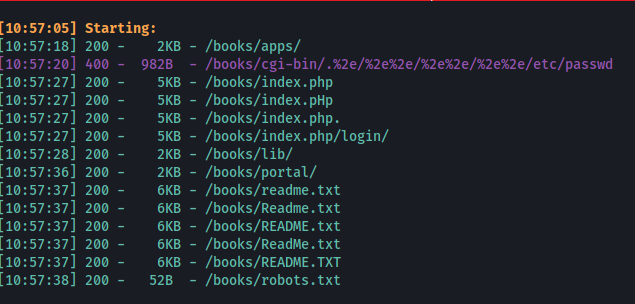 [10:57:05] Starting:
[10:57:18] 200 - 2KB - /books/apps/
[10:57:20] 400 - 982B - /books/cgi-bin/.%2e/%2e%2e/%2e%2e/%2e%2e/etc/passwd
[10:57:27] 200 - 5KB - /books/index.php
[10:57:27] 200 - 5KB - /books/index.pHp
[10:57:27] 200 - 5KB - /books/index.php.
[10:57:27] 200 - 5KB - /books/index.php/login/
[10:57:28] 200 - 2KB - /books/lib/
[10:57:36] 200 - 2KB - /books/portal/
[10:57:37] 200 - 6KB - /books/readme.txt
[10:57:37] 200 - 6KB - /books/Readme.txt
[10:57:37] 200 - 6KB - /books/README.txt
[10:57:37] 200 - 6KB - /books/ReadMe.txt
[10:57:37] 200 - 6KB - /books/README.TXT
[10:57:38] 200 - 52B - /books/robots.txt